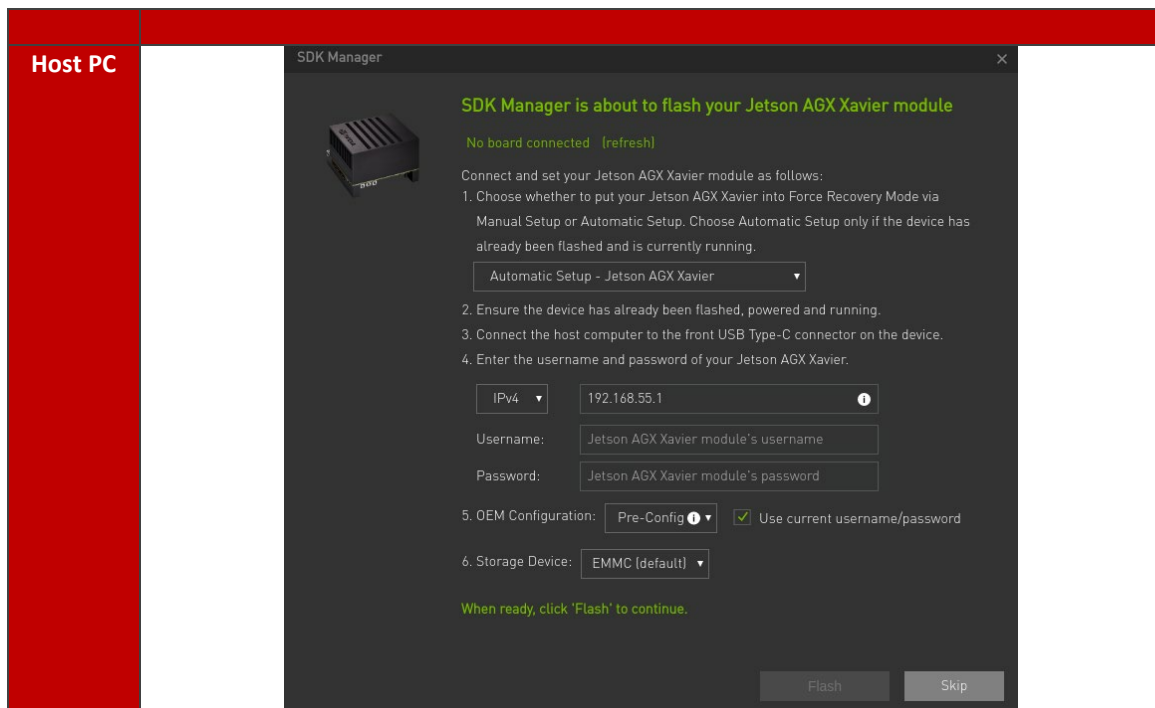 Host PC
SDK Manager
SDK Manager is about to flash your Jetson AGX Xavier module
No board connected (refresh)
Connect and set your Jetson AGX Xavier module as follows:
1. Choose whether to put your Jetson AGX Xavier into Force Recovery Mode via
Manual Setup or Automatic Setup. Choose Automatic Setup only if the device has
already been flashed and is currently running.
Automatic Setup - Jetson AGX Xavier
2. Ensure the device has already been flashed, powered and running.
3. Connect the host computer to the front USB Type-C connector on the device.
4. Enter the username and password of your Jetson AGX Xavier.
IPv4 192.168.55.1
Username: Jetson AGX Xavier module's username
Password: Jetson AGX Xavier module's password
5. OEM Configuration: Pre-Config Use current username/password
6. Storage Device: EMMC (default)
When ready, click 'Flash' to continue.
Flash Skip